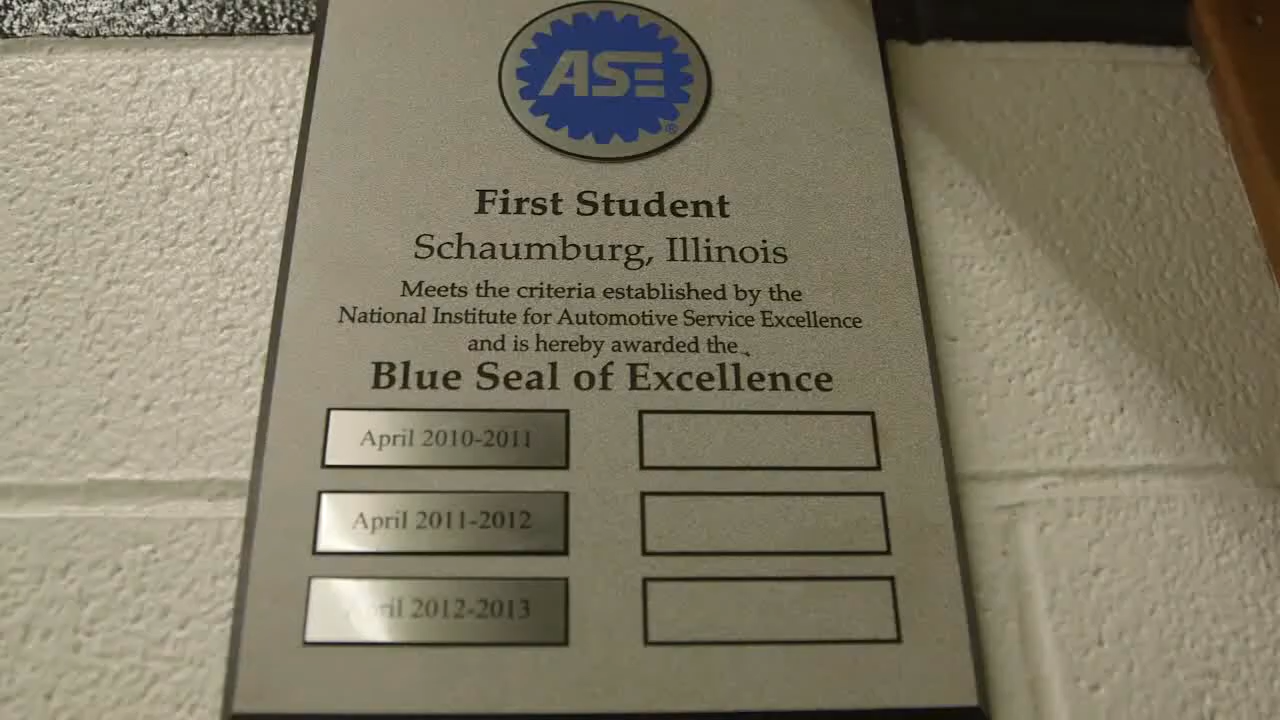 ASE
®
First Student
Schaumburg, Illinois
Meets the criteria established by the
National Institute for Automotive Service Excellence
and is hereby awarded the
Blue Seal of Excellence
April 2010-2011
April 2011-2012
April 2012-2013